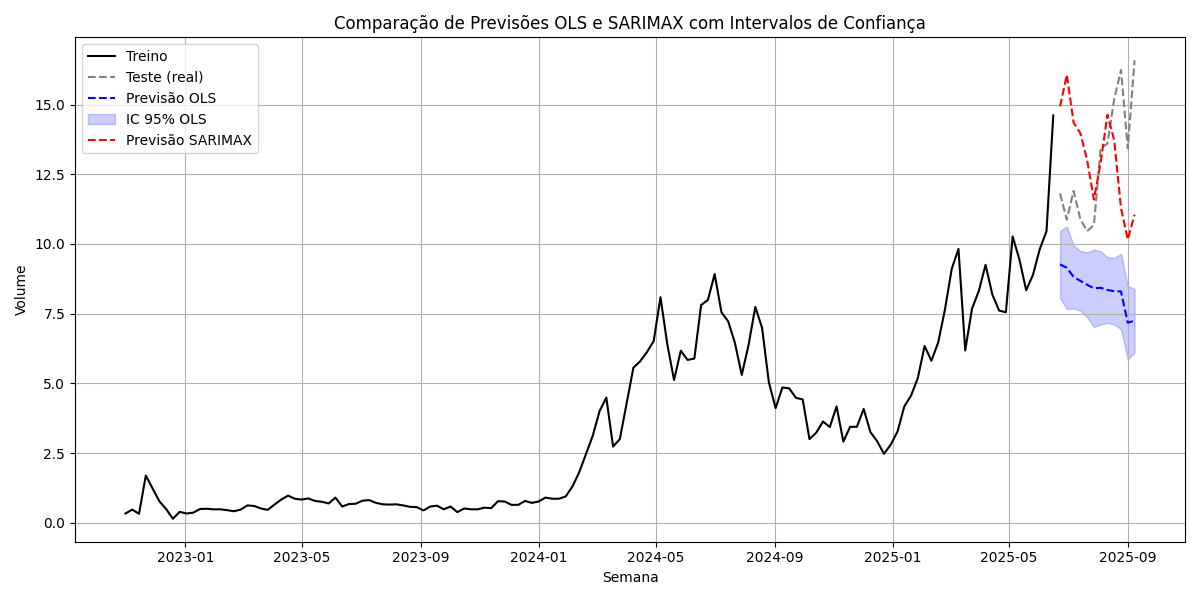 Comparação de Previsões OLS e SARIMAX com Intervalos de Confiança
Treino
Teste (real)
Previsão OLS
IC 95% OLS
Previsão SARIMAX
15.0
12.5
10.0
7.5
5.0
2.5
0.0
Volume
2023-01
2023-05
2023-09
2024-01
2024-05
2024-09
2025-01
2025-05
2025-09
Semana